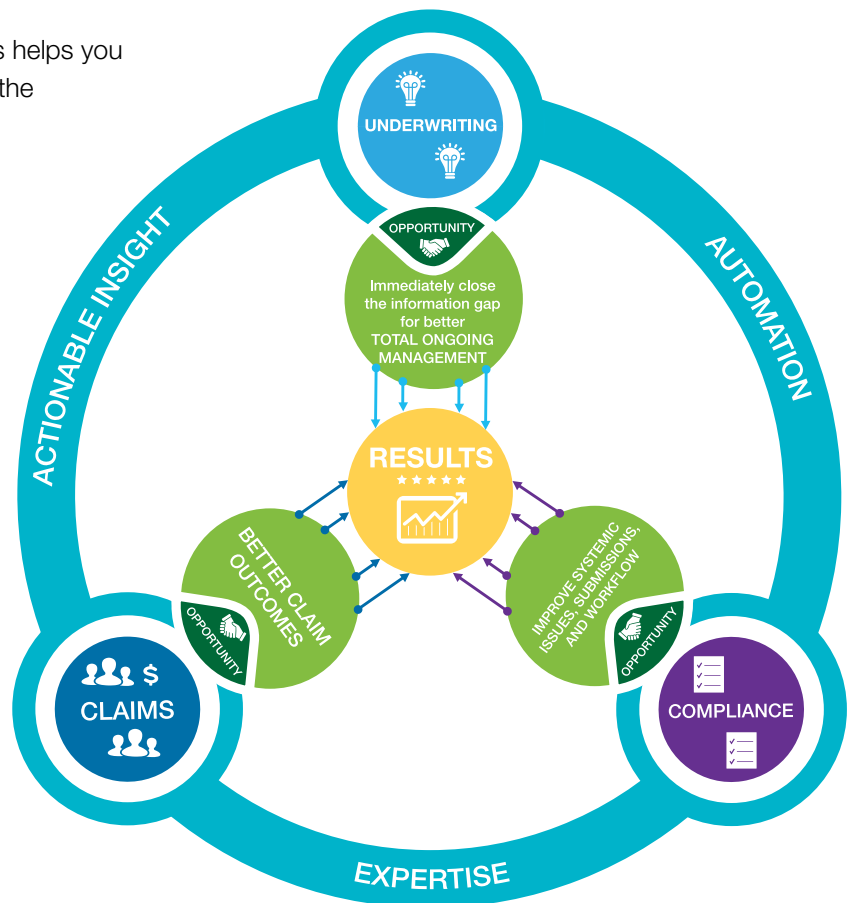 s helps you
the
UNDERWRITING
OPPORTUNITY
Immediately close
the information gap
for better
TOTAL ONGOING
MANAGEMENT
ACTIONABLE INSIGHT
AUTOMATION
RESULTS
BETTER CLAIM
OUTCOMES
OPPORTUNITY
IMPROVE SYSTEMIC
ISSUES, SUBMISSIONS,
AND WORKFLOW
OPPORTUNITY
$
CLAIMS
COMPLIANCE
EXPERTISE